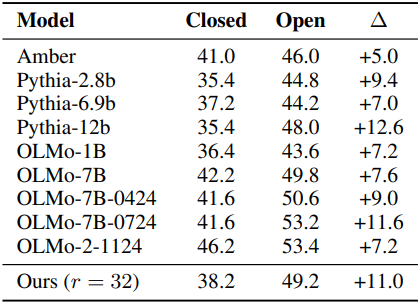 Model Closed Open Δ
Amber 41.0 46.0 +5.0
Pythia-2.8b 35.4 44.8 +9.4
Pythia-6.9b 37.2 44.2 +7.0
Pythia-12b 35.4 48.0 +12.6
OLMo-1B 36.4 43.6 +7.2
OLMo-7B 42.2 49.8 +7.6
OLMo-7B-0424 41.6 50.6 +9.0
OLMo-7B-0724 41.6 53.2 +11.6
OLMo-2-1124 46.2 53.4 +7.2
Ours (r = 32) 38.2 49.2 +11.0